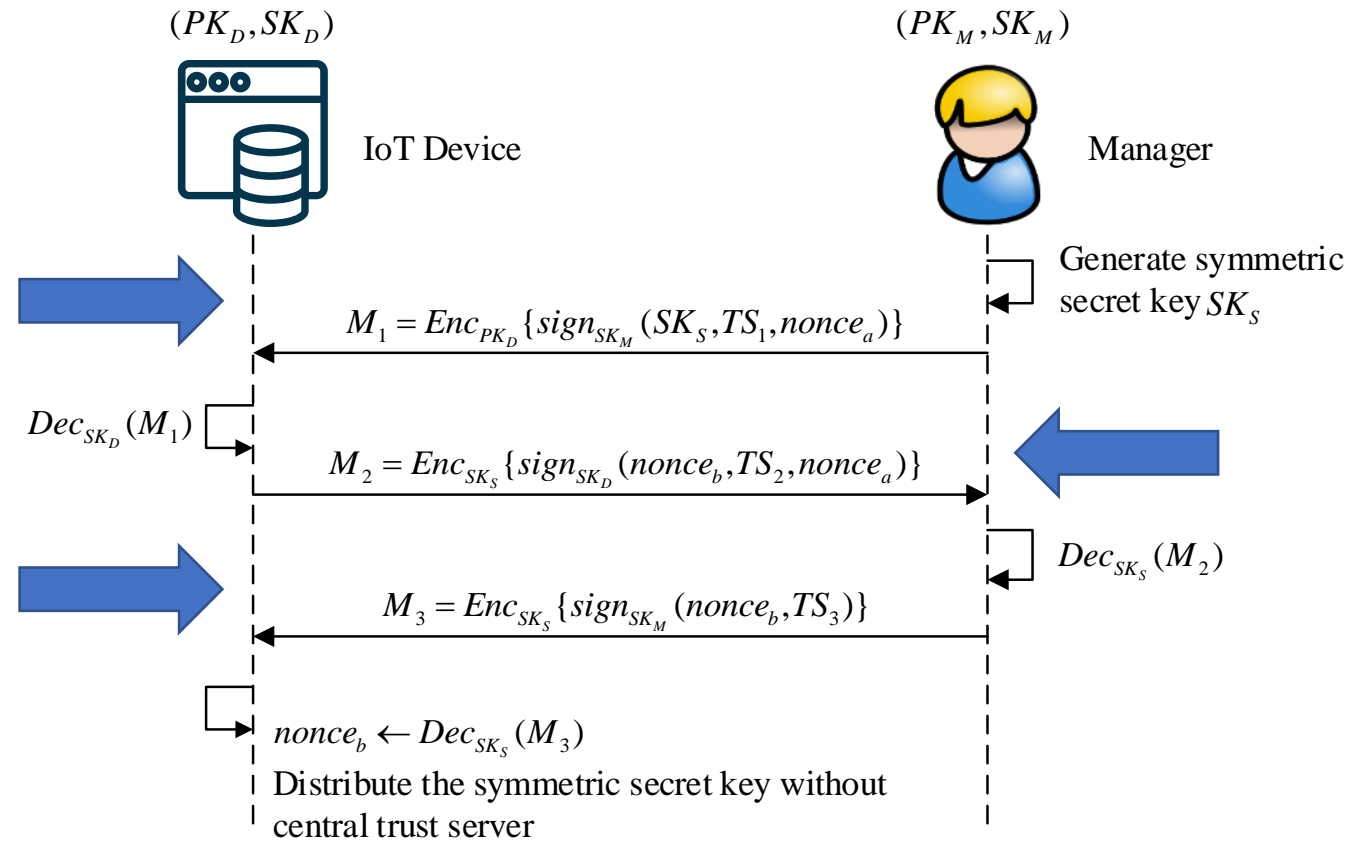 (PK_D, SK_D)
(PK_M, SK_M)
IoT Device
Manager
Generate symmetric
secret key SK_S
M_1 = Enc_{PK_D}{sign_{SK_M}(SK_S, TS_1, nonce_a)}
Dec_{SK_D}(M_1)
M_2 = Enc_{SK_S}{sign_{SK_D}(nonce_b, TS_2, nonce_a)}
Dec_{SK_S}(M_2)
M_3 = Enc_{SK_S}{sign_{SK_M}(nonce_b, TS_3)}
nonce_b ← Dec_{SK_S}(M_3)
Distribute the symmetric secret key without
central trust server